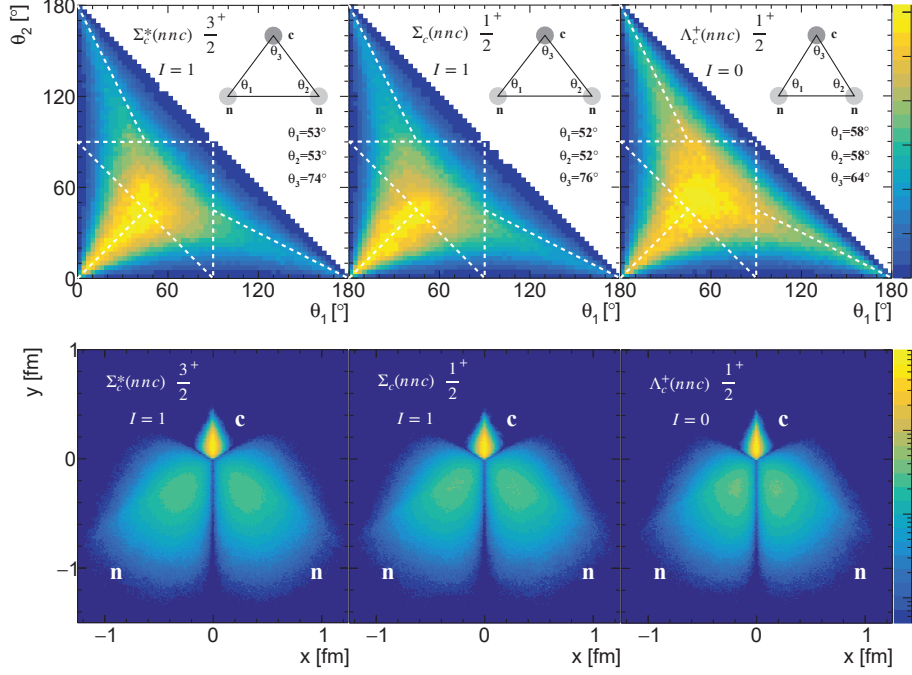 θ₂ [°]
180
120
60
0
Σ*c(nnc) 3/2⁺
I = 1
c
θ₃
θ₁
θ₂
n
n
θ₁=53°
θ₂=53°
θ₃=74°
Σc(nnc) 1/2⁺
I = 1
c
θ₃
θ₁
θ₂
n
n
θ₁=52°
θ₂=52°
θ₃=76°
Λc⁺(nnc) 1/2⁺
I = 0
c
θ₃
θ₁
θ₂
n
n
θ₁=58°
θ₂=58°
θ₃=64°
0 60 120 180 60 120 180 60 120 180
θ₁ [°] θ₁ [°] θ₁ [°]
y [fm]
1
0
−1
Σ*c(nnc) 3/2⁺
I = 1
c
n
n
Σc(nnc) 1/2⁺
I = 1
c
n
n
Λc⁺(nnc) 1/2⁺
I = 0
c
n
n
−1 0 1 −1 0 1 −1 0 1
x [fm] x [fm] x [fm]